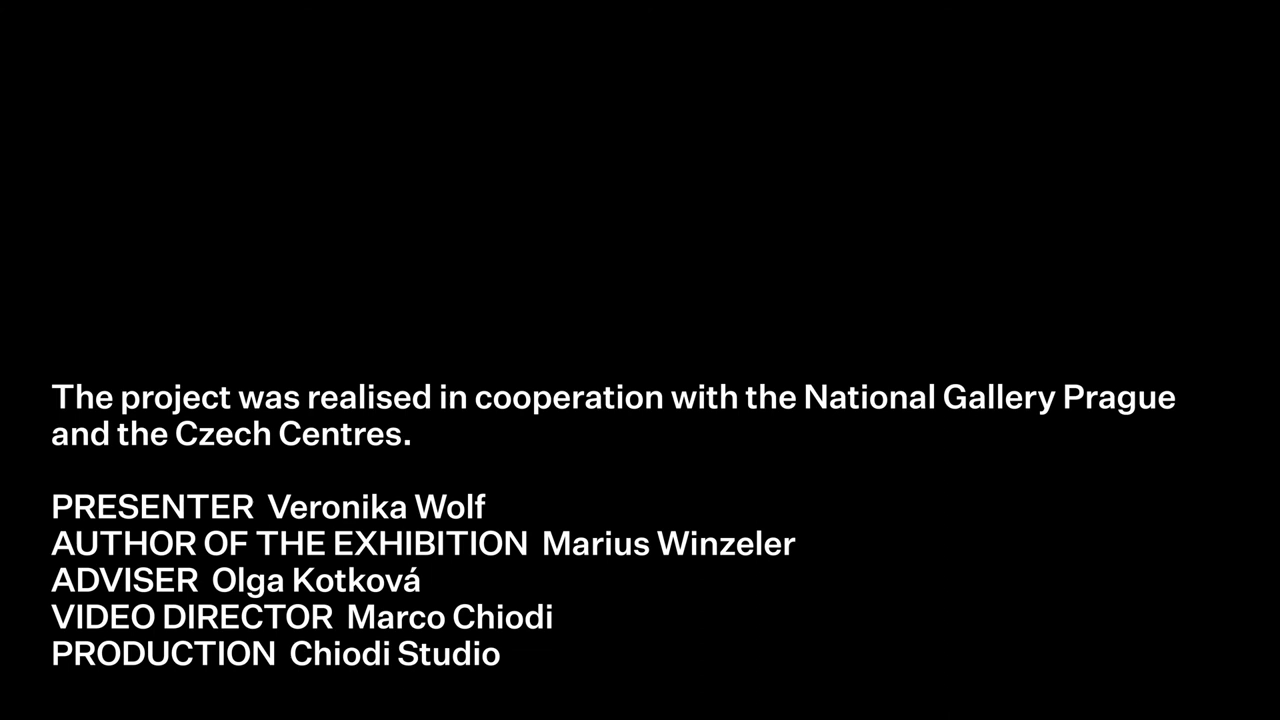 The project was realised in cooperation with the National Gallery Prague
and the Czech Centres.
PRESENTER Veronika Wolf
AUTHOR OF THE EXHIBITION Marius Winzeler
ADVISER Olga Kotková
VIDEO DIRECTOR Marco Chiodi
PRODUCTION Chiodi Studio